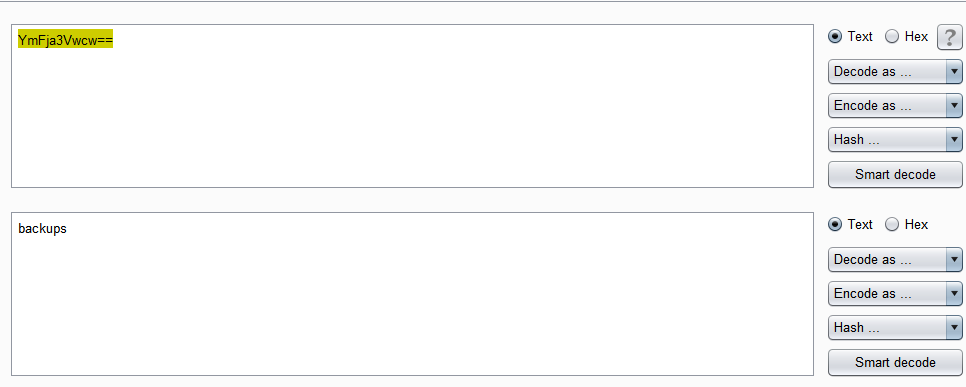 YmFja3Vwcw==
Text Hex ?
Decode as ...
Encode as ...
Hash ...
Smart decode
backups
Text Hex
Decode as ...
Encode as ...
Hash ...
Smart decode